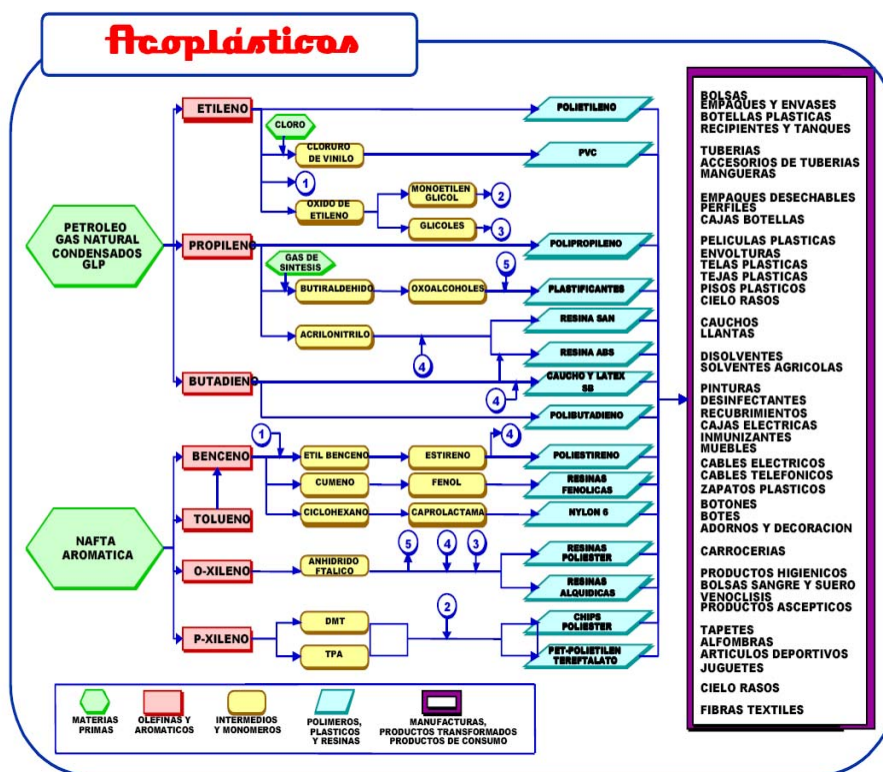 Acoplásticos
ETILENO
POLIETILENO
CLORO
CLORURO
DE VINILO
PVC
1
OXIDO DE
ETILENO
MONOETILEN
GLICOL
2
GLICOLES
3
PETROLEO
GAS NATURAL
CONDENSADOS
GLP
PROPILENO
POLIPROPILENO
GAS DE
SINTESIS
5
BUTIRALDEHIDO
OXOALCOHOLES
PLASTIFICANTES
RESINA SAN
ACRILONITRILO
4
RESINA ABS
BUTADIENO
CAUCHO Y LATEX
SB
4
POLIBUTADIENO
1
4
BENCENO
ETIL BENCENO
ESTIRENO
POLIESTIRENO
CUMENO
FENOL
RESINAS
FENOLICAS
CICLOHEXANO
CAPROLACTAMA
NYLON 6
TOLUENO
NAFTA
AROMATICA
5
4
3
RESINAS
POLIESTER
O-XILENO
ANHIDRIDO
FTALICO
RESINAS
ALQUIDICAS
2
DMT
CHIPS
POLIESTER
P-XILENO
TPA
PET-POLIETILEN
TEREFTALATO
BOLSAS
EMPAQUES Y ENVASES
BOTELLAS PLASTICAS
RECIPIENTES Y TANQUES
TUBERIAS
ACCESORIOS DE TUBERIAS
MANGUERAS
EMPAQUES DESECHABLES
PERFILES
CAJAS BOTELLAS
PELICULAS PLASTICAS
ENVOLTURAS
TELAS PLASTICAS
TEJAS PLASTICAS
PISOS PLASTICOS
CIELO RASOS
CAUCHOS
LLANTAS
DISOLVENTES
SOLVENTES AGRICOLAS
PINTURAS
DESINFECTANTES
RECUBRIMIENTOS
CAJAS ELECTRICAS
INMUNIZANTES
MUEBLES
CABLES ELECTRICOS
CABLES TELEFONICOS
ZAPATOS PLASTICOS
BOTONES
BOTES
ADORNOS Y DECORACION
CARROCERIAS
PRODUCTOS HIGIENICOS
BOLSAS SANGRE Y SUERO
VENOCLISIS
PRODUCTOS ASCEPTICOS
TAPETES
ALFOMBRAS
ARTICULOS DEPORTIVOS
JUGUETES
CIELO RASOS
FIBRAS TEXTILES
MATERIAS
PRIMAS
OLEFINAS Y
AROMATICOS
INTERMEDIOS
Y MONOMEROS
POLIMEROS,
PLASTICOS
Y RESINAS
MANUFACTURAS,
PRODUCTOS TRANSFORMADOS
PRODUCTOS DE CONSUMO